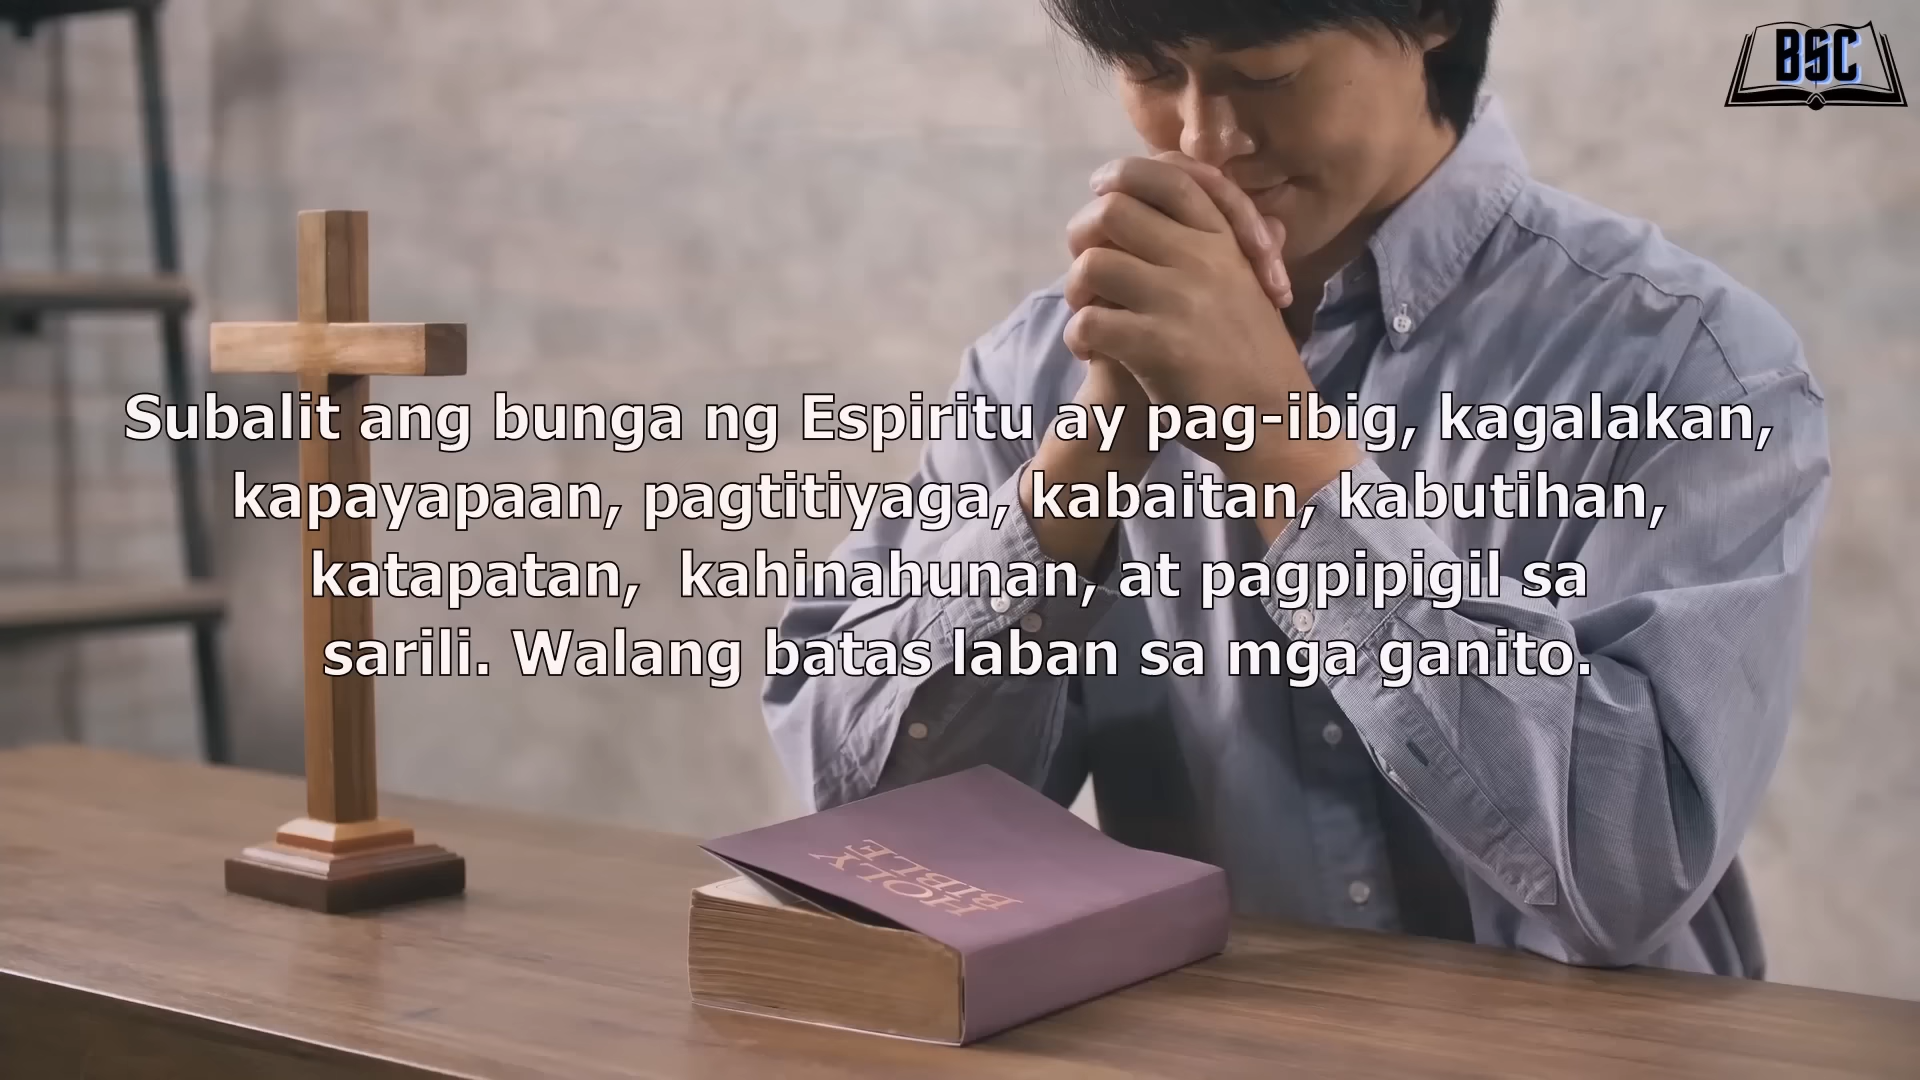 BSC
Subalit ang bunga ng Espiritu ay pag-ibig, kagalakan,
kapayapaan, pagtitiyaga, kabaitan, kabutihan,
katapatan,  kahinahunan, at pagpipigil sa
sarili. Walang batas laban sa mga ganito.
HOLY
BIBLE